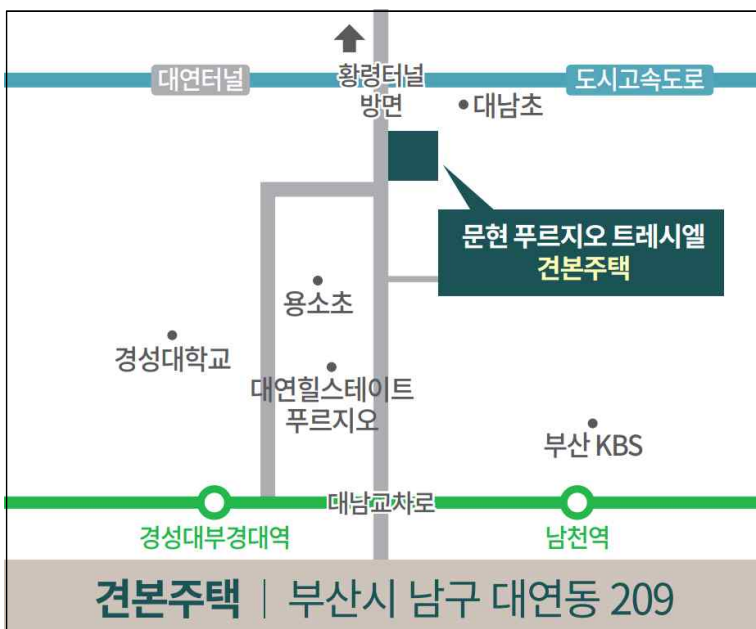 대연터널
황령터널
방면
도시고속도로
대남초
문현 푸르지오 트레시엘
견본주택
용소초
경성대학교
대연힐스테이트
푸르지오
부산 KBS
대남교차로
경성대부경대역
남천역
견본주택 | 부산시 남구 대연동 209